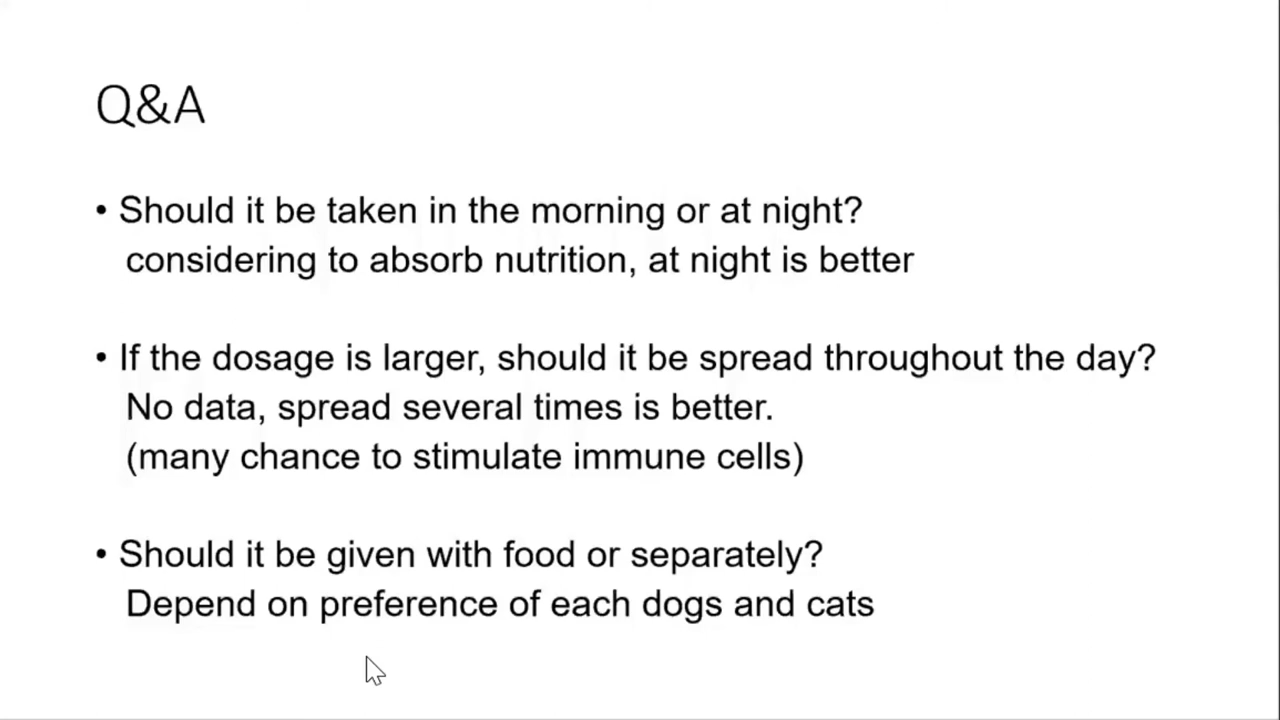 Q&A
• Should it be taken in the morning or at night?
considering to absorb nutrition, at night is better
• If the dosage is larger, should it be spread throughout the day?
No data, spread several times is better.
(many chance to stimulate immune cells)
• Should it be given with food or separately?
Depend on preference of each dogs and cats